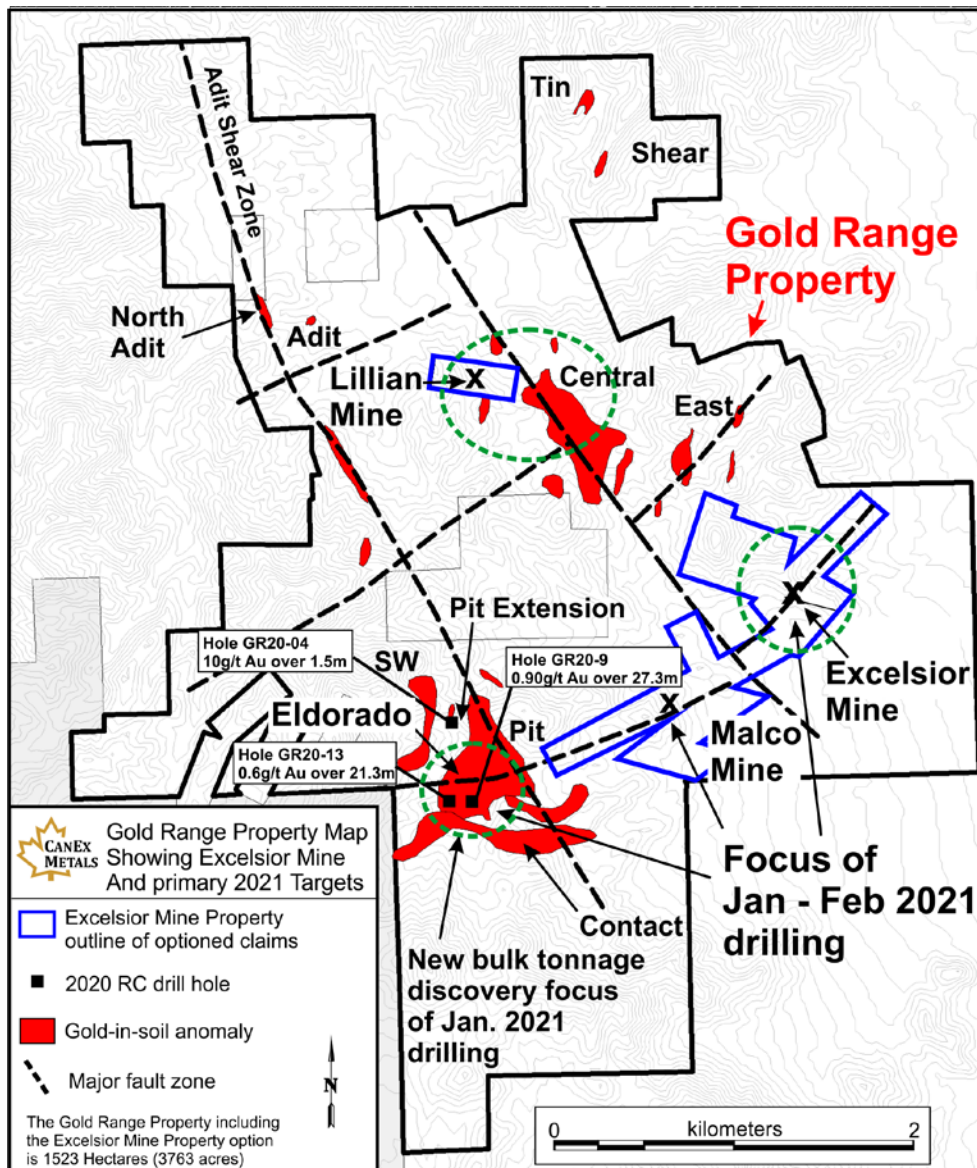 Tin
Shear
Adit Shear Zone
Gold Range
Property
North
Adit
Adit
Lillian
Mine
X
Central
East
X
Pit Extension
Hole GR20-04
10g/t Au over 1.5m
SW
Hole GR20-9
0.90g/t Au over 27.3m
Excelsior
Mine
X
Eldorado
Pit
Malco
Mine
Hole GR20-13
0.6g/t Au over 21.3m
Focus of
Jan - Feb 2021
drilling
Contact
New bulk tonnage
discovery focus
of Jan. 2021
drilling
CANEX
METALS
Gold Range Property Map
Showing Excelsior Mine
And primary 2021 Targets
Excelsior Mine Property
outline of optioned claims
2020 RC drill hole
Gold-in-soil anomaly
Major fault zone
N
The Gold Range Property including
the Excelsior Mine Property option
is 1523 Hectares (3763 acres)
0 kilometers 2